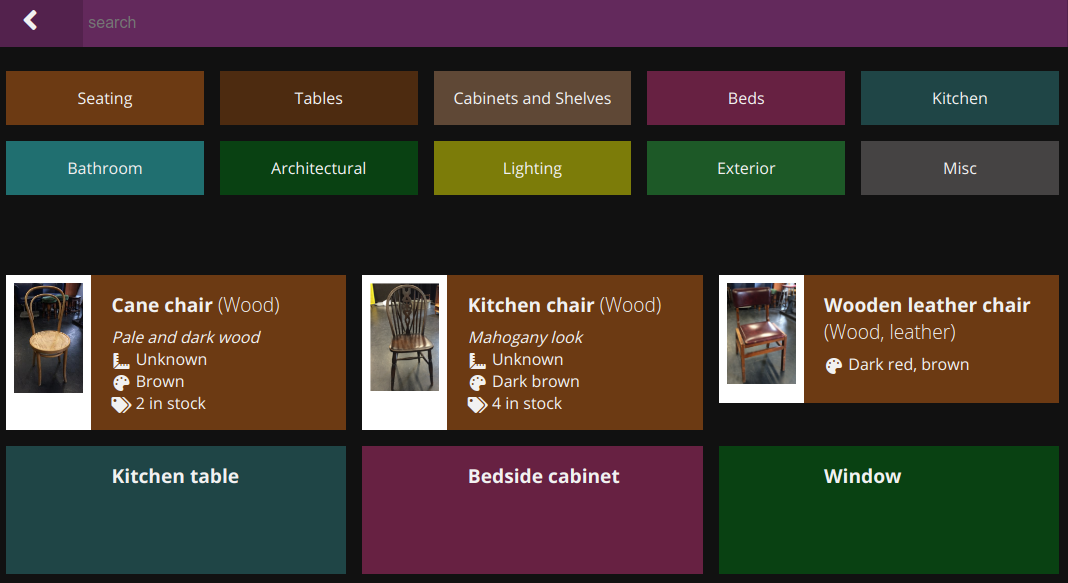 search
Seating
Tables
Cabinets and Shelves
Beds
Kitchen
Bathroom
Architectural
Lighting
Exterior
Misc
Cane chair (Wood)
Pale and dark wood
Unknown
Brown
2 in stock
Kitchen chair (Wood)
Mahogany look
Unknown
Dark brown
4 in stock
Wooden leather chair
(Wood, leather)
Dark red, brown
Kitchen table
Bedside cabinet
Window